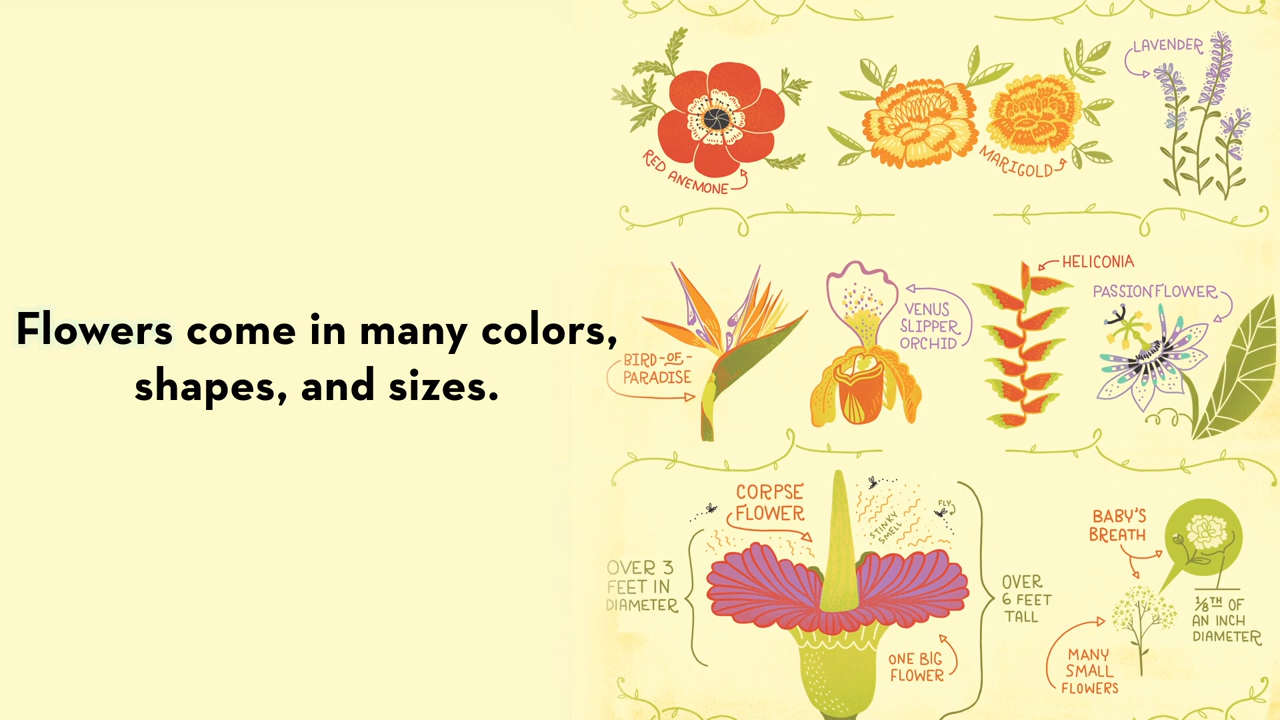 Flowers come in many colors,
shapes, and sizes.
RED ANEMONE
MARIGOLD
LAVENDER
BIRD-OF-
PARADISE
VENUS
SLIPPER
ORCHID
HELICONIA
PASSIONFLOWER
CORPSE
FLOWER
STINKY
SMELL
FLY
OVER 3
FEET IN
DIAMETER
OVER
6 FEET
TALL
ONE BIG
FLOWER
BABY'S
BREATH
1/8TH OF
AN INCH
DIAMETER
MANY
SMALL
FLOWERS